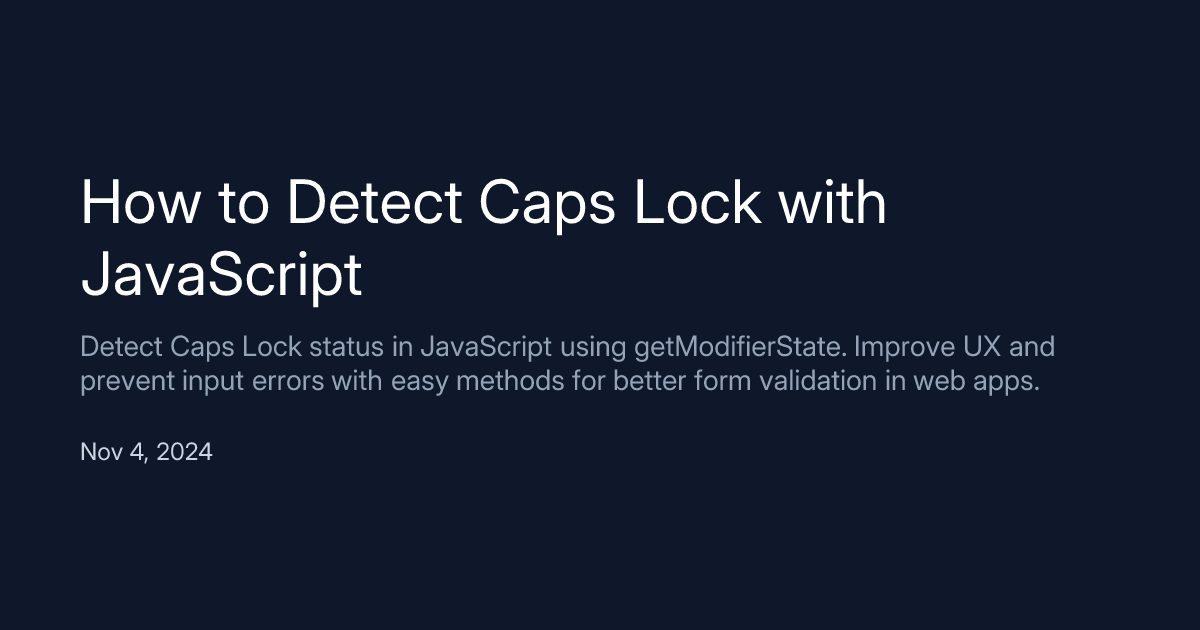 How to Detect Caps Lock with
JavaScript
Detect Caps Lock status in JavaScript using getModifierState. Improve UX and
prevent input errors with easy methods for better form validation in web apps.
Nov 4, 2024